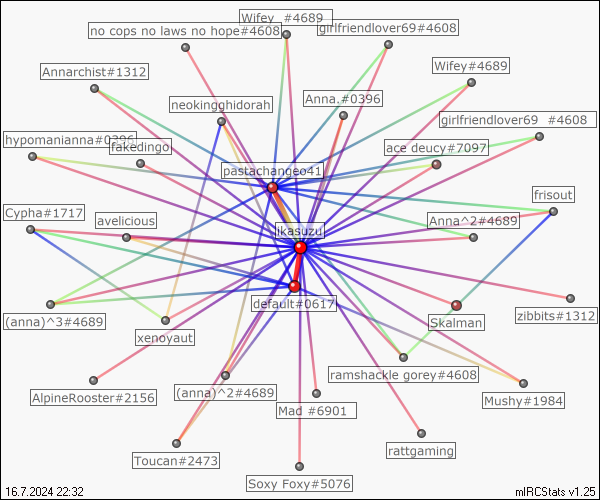 Wifey_#4689
no cops no laws no hope#4608
girlfriendlover69#4608
Annarchist#1312
Wifey#4689
neokingghidorah
Anna.#0396
girlfriendlover69_#4608
hypomanianna#0396
fakedingo
ace deucy#7097
pastachangeo41
frisout
Cypha#1717
avelicious
Anna^2#4689
ikasuzu
default#0617
(anna)^3#4689
xenoyaut
Skalman
zibbits#1312
ramshackle gorey#4608
AlpineRooster#2156
(anna)^2#4689
Mad_#6901
Mushy#1984
rattgaming
Toucan#2473
Soxy Foxy#5076
16.7.2024 22:32
mIRCStats v1.25